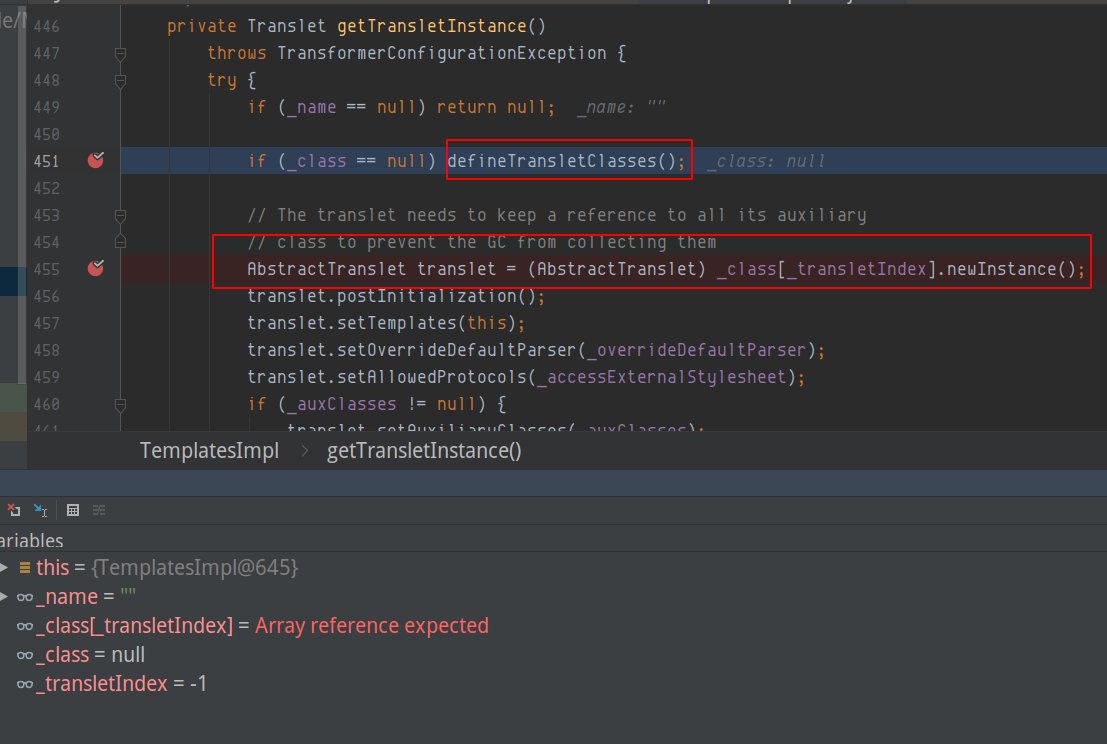 446 private Translet getTransletInstance()
447 throws TransformerConfigurationException {
448 try {
449 if (_name == null) return null; _name: ""
450
451 if (_class == null) defineTransletClasses(); _class: null
452
453 // The translet needs to keep a reference to all its auxiliary
454 // class to prevent the GC from collecting them
455 AbstractTranslet translet = (AbstractTranslet) _class[_transletIndex].newInstance();
456 translet.postInitialization();
457 translet.setTemplates(this);
458 translet.setOverrideDefaultParser(_overrideDefaultParser);
459 translet.setAllowedProtocols(_accessExternalStylesheet);
460 if (_auxClasses != null) {
461 translet.setAuxiliaryClasses(_auxClasses);
TemplatesImpl > getTransletInstance()
ariables
this = {TemplatesImpl@645}
_name = ""
_class[_transletIndex] = Array reference expected
_class = null
_transletIndex = -1